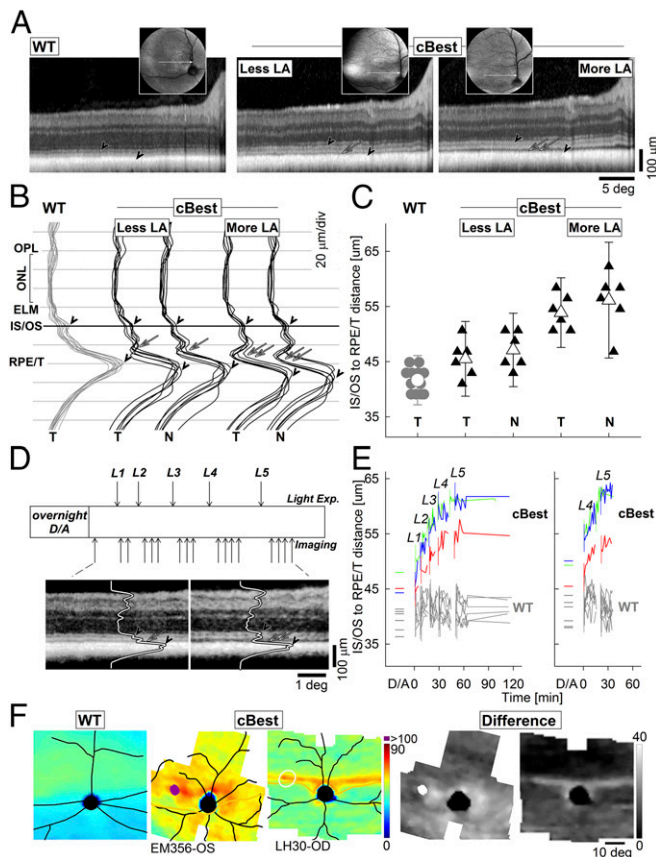 A
WT
cBest
Less LA
More LA
5 deg
100 µm
B
WT
cBest
Less LA
More LA
20 µm/div
OPL
ONL
ELM
IS/OS
RPE/T
T
T
N
T
N
C
WT
cBest
Less LA
More LA
IS/OS to RPE/T distance [um]
65
55
45
35
T
T
N
T
N
D
L1
L2
L3
L4
L5
Light Exp.
overnight
D/A
Imaging
100 µm
1 deg
E
IS/OS to RPE/T distance [um]
65
55
45
35
L1
L2
L3
L4
L5
cBest
WT
D/A
0
30
60
90
120
L4
L5
cBest
WT
D/A
0
30
60
Time [min]
F
WT
cBest
Difference
>100
90
0
40
0
EM356-OS
LH30-OD
10 deg